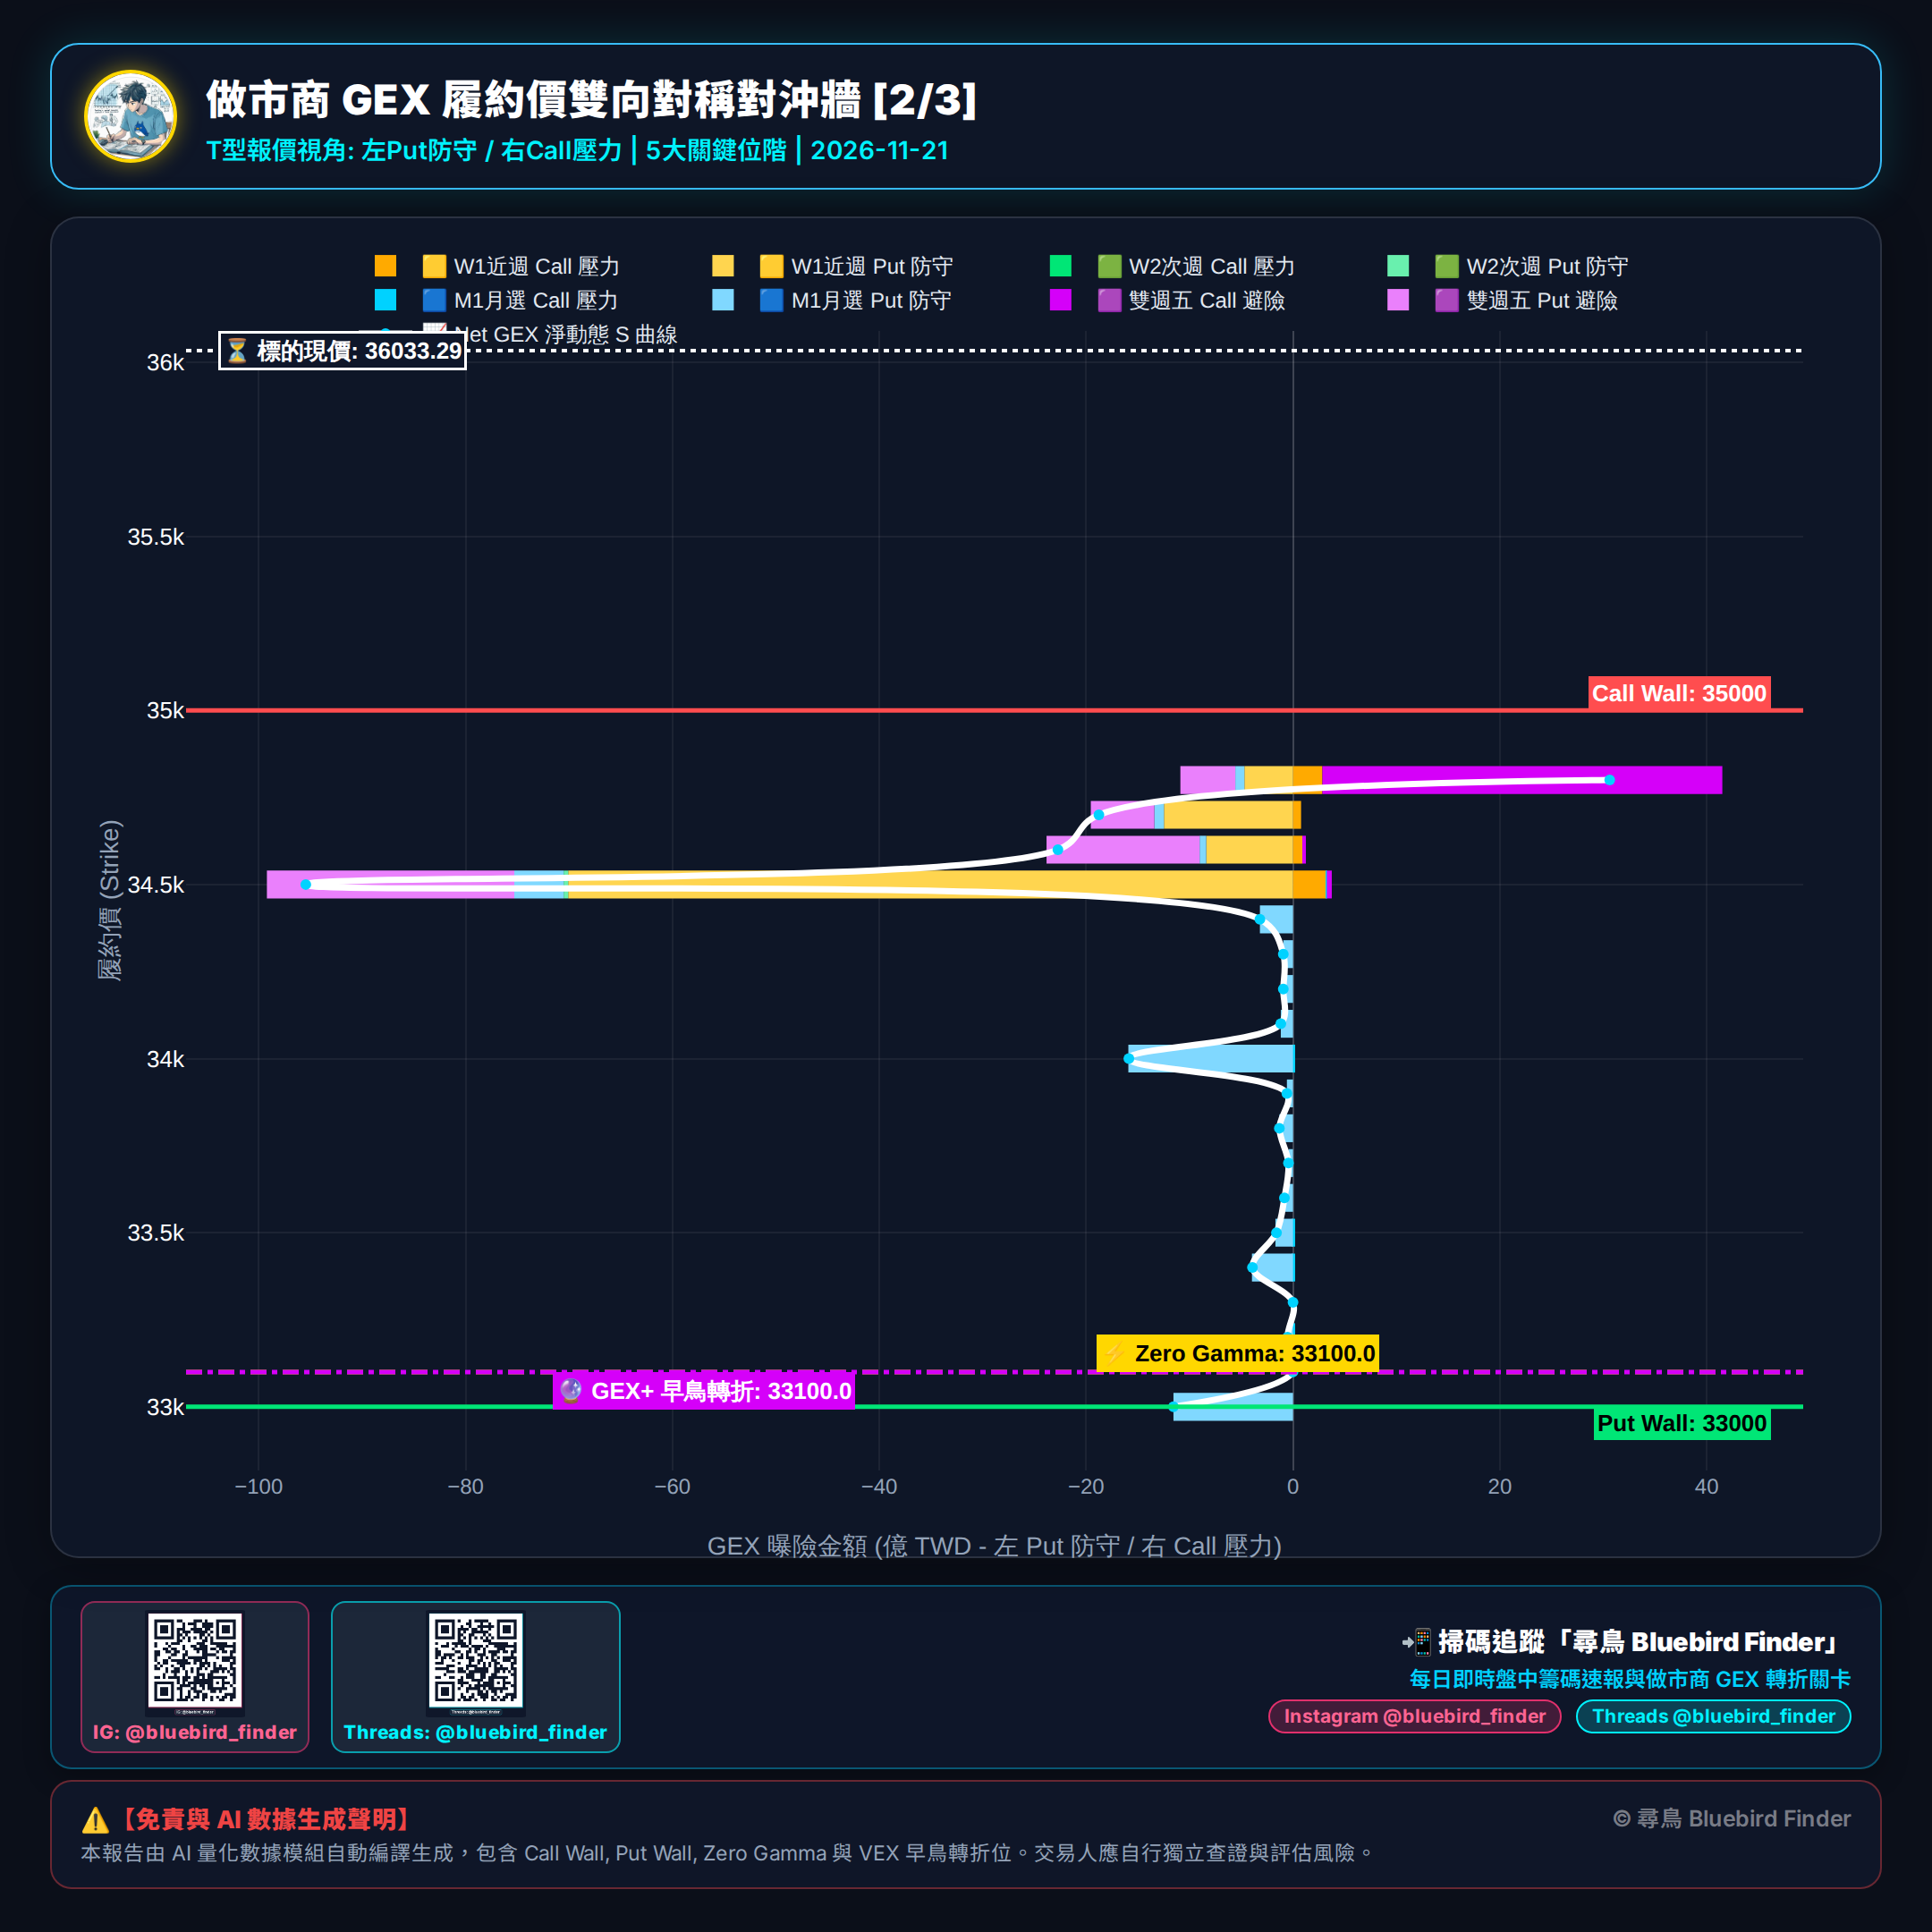 做市商 GEX 履約價雙向對稱對沖牆 [2/3]
T型報價視角: 左Put防守 / 右Call壓力 | 5大關鍵位階 | 2026-11-21
W1近週 Call 壓力
W1近週 Put 防守
W2次週 Call 壓力
W2次週 Put 防守
M1月選 Call 壓力
M1月選 Put 防守
雙週五 Call 避險
雙週五 Put 避險
Net GEX 淨動態 S 曲線
標的現價: 36033.29
36k
35.5k
35k
Call Wall: 35000
34.5k
34k
33.5k
33k
履約價 (Strike)
Zero Gamma: 33100.0
GEX+ 早鳥轉折: 33100.0
Put Wall: 33000
−100
−80
−60
−40
−20
0
20
40
GEX 曝險金額 (億 TWD - 左 Put 防守 / 右 Call 壓力)
IG: @bluebird_finder
Threads: @bluebird_finder
IG: @bluebird_finder
Threads: @bluebird_finder
掃碼追蹤「尋鳥 Bluebird Finder」
每日即時盤中籌碼速報與做市商 GEX 轉折關卡
Instagram @bluebird_finder
Threads @bluebird_finder
【免責與 AI 數據生成聲明】
© 尋鳥 Bluebird Finder
本報告由 AI 量化數據模組自動編譯生成，包含 Call Wall, Put Wall, Zero Gamma 與 VEX 早鳥轉折位。交易人應自行獨立查證與評估風險。